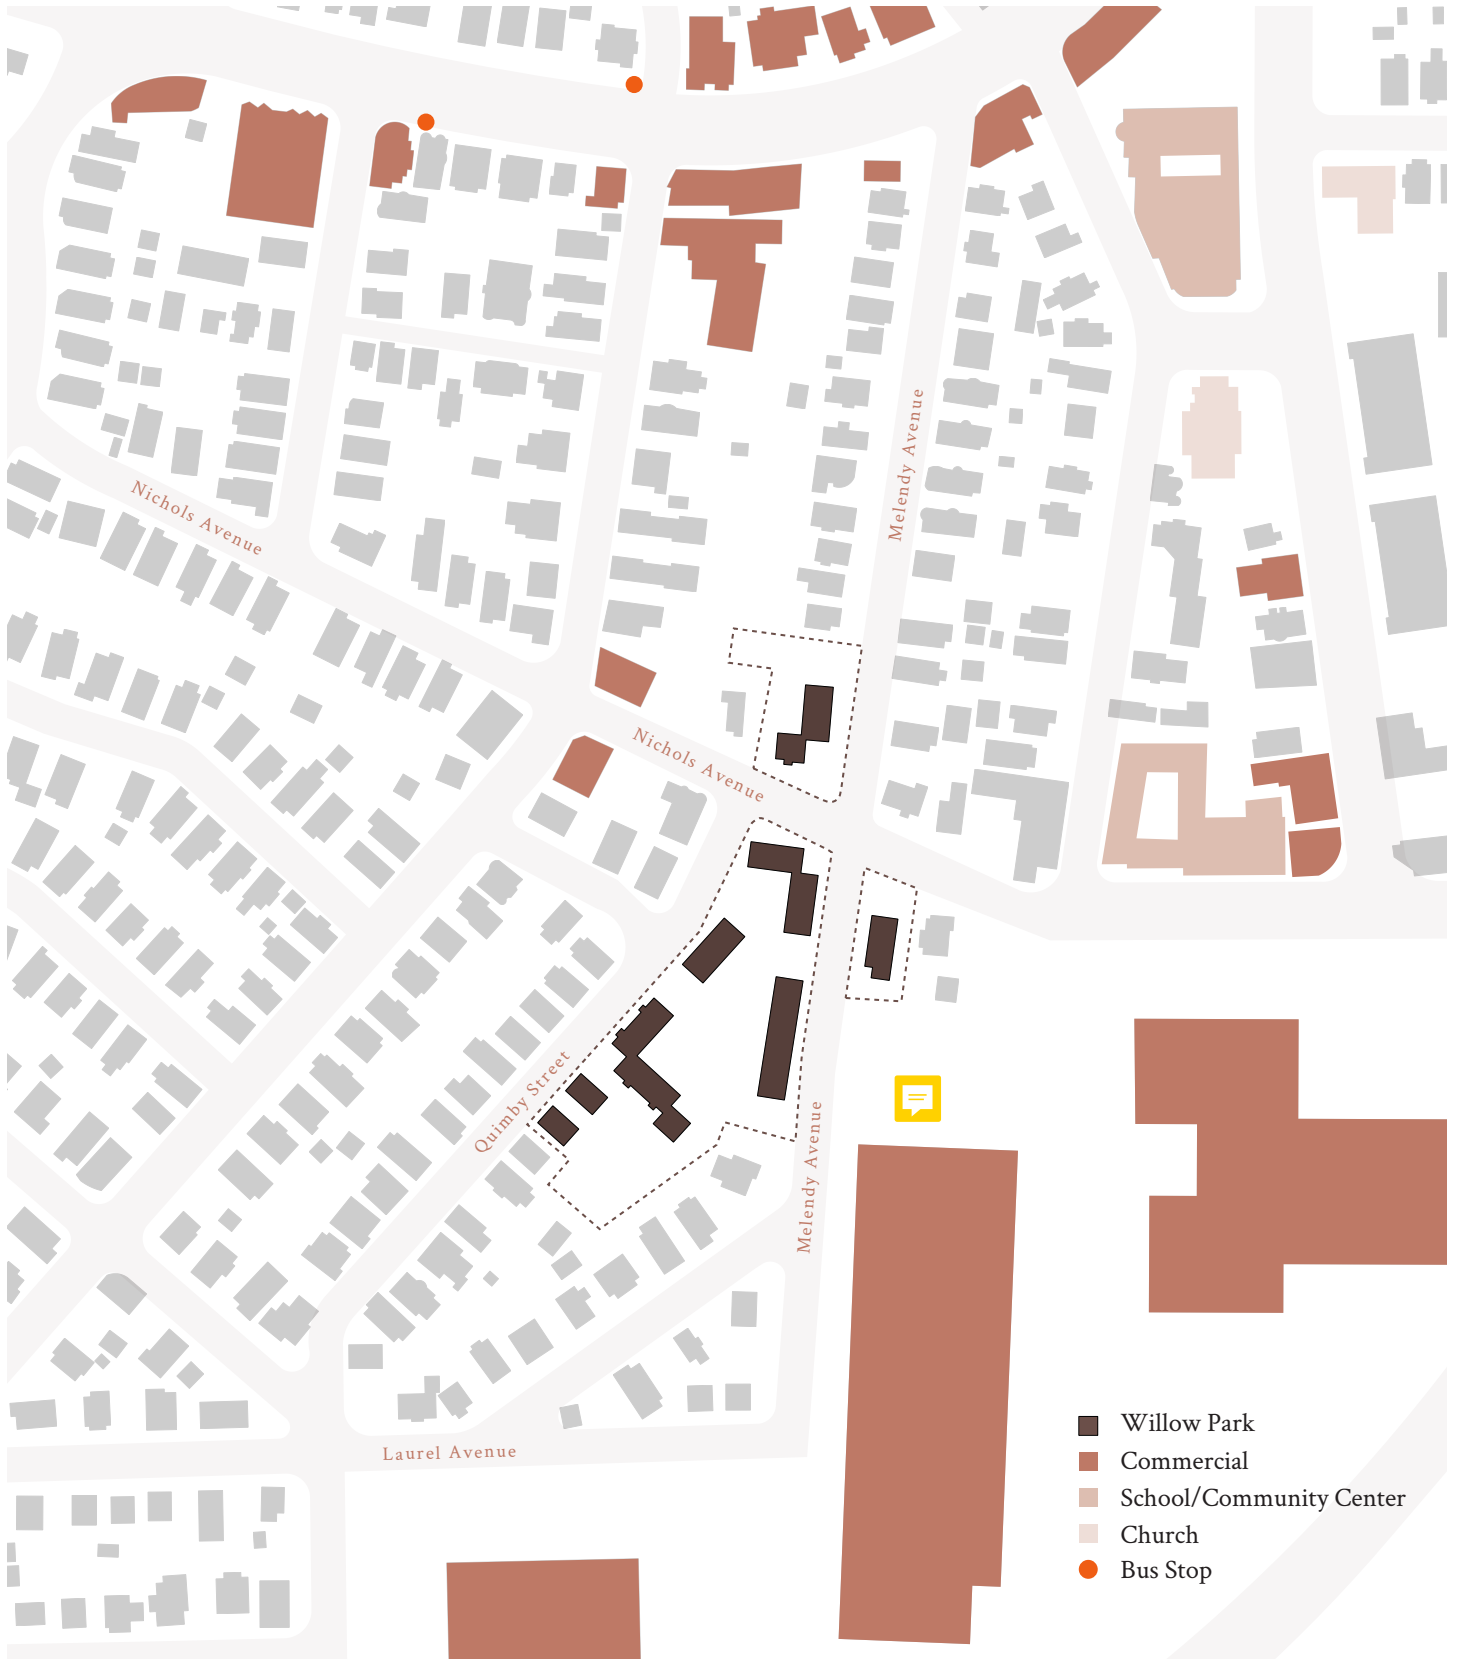 Melendy Avenue
Nichols Avenue
Nichols Avenue
Quimby Street
Melendy Avenue
Laurel Avenue
Willow Park
Commercial
School/Community Center
Church
Bus Stop